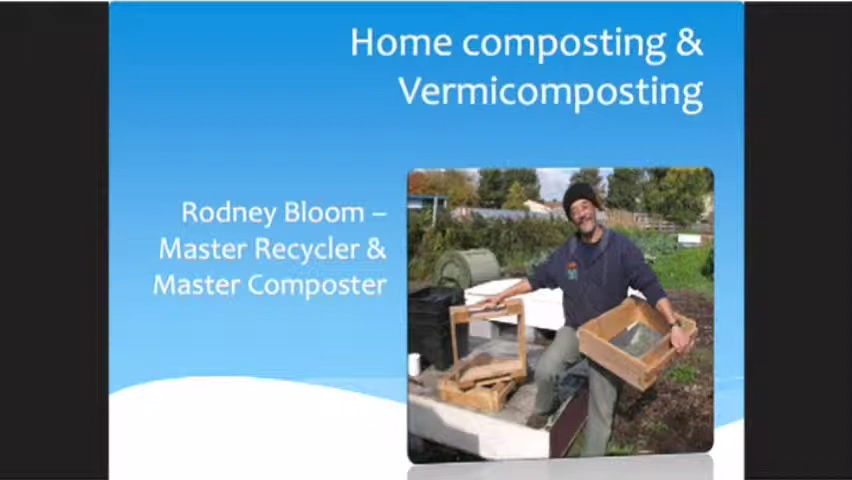 Home composting &
Vermicomposting
Rodney Bloom –
Master Recycler &
Master Composter